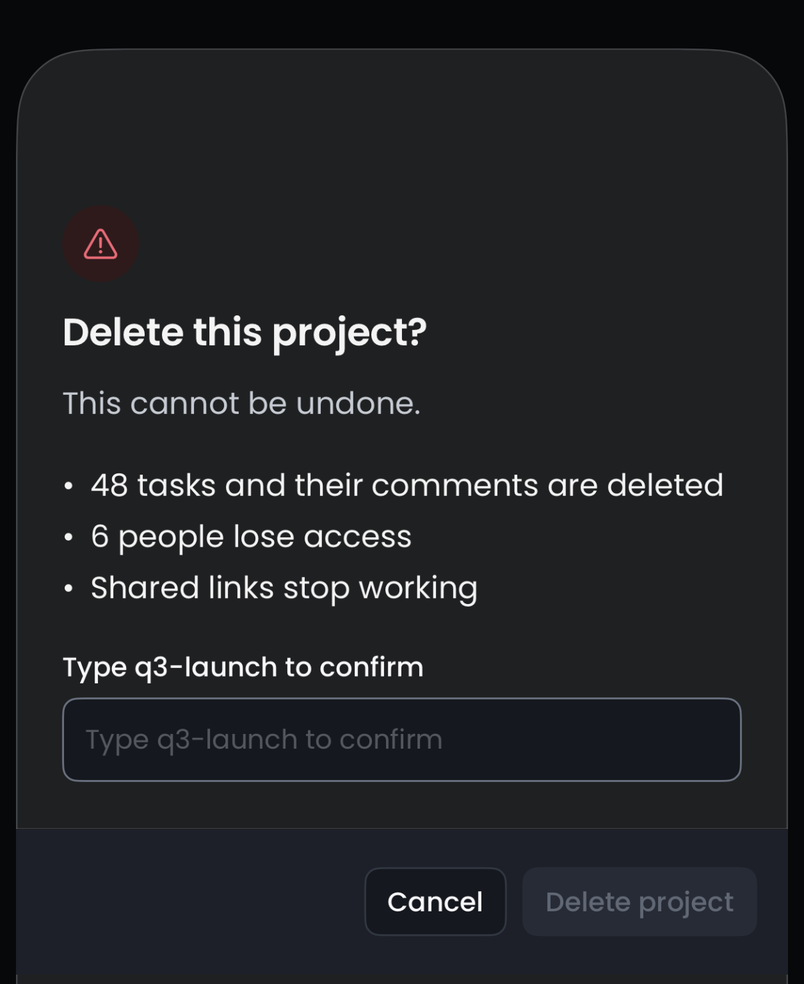 Delete this project?
This cannot be undone.
• 48 tasks and their comments are deleted
• 6 people lose access
• Shared links stop working
Type q3-launch to confirm
Type q3-launch to confirm
Cancel
Delete project